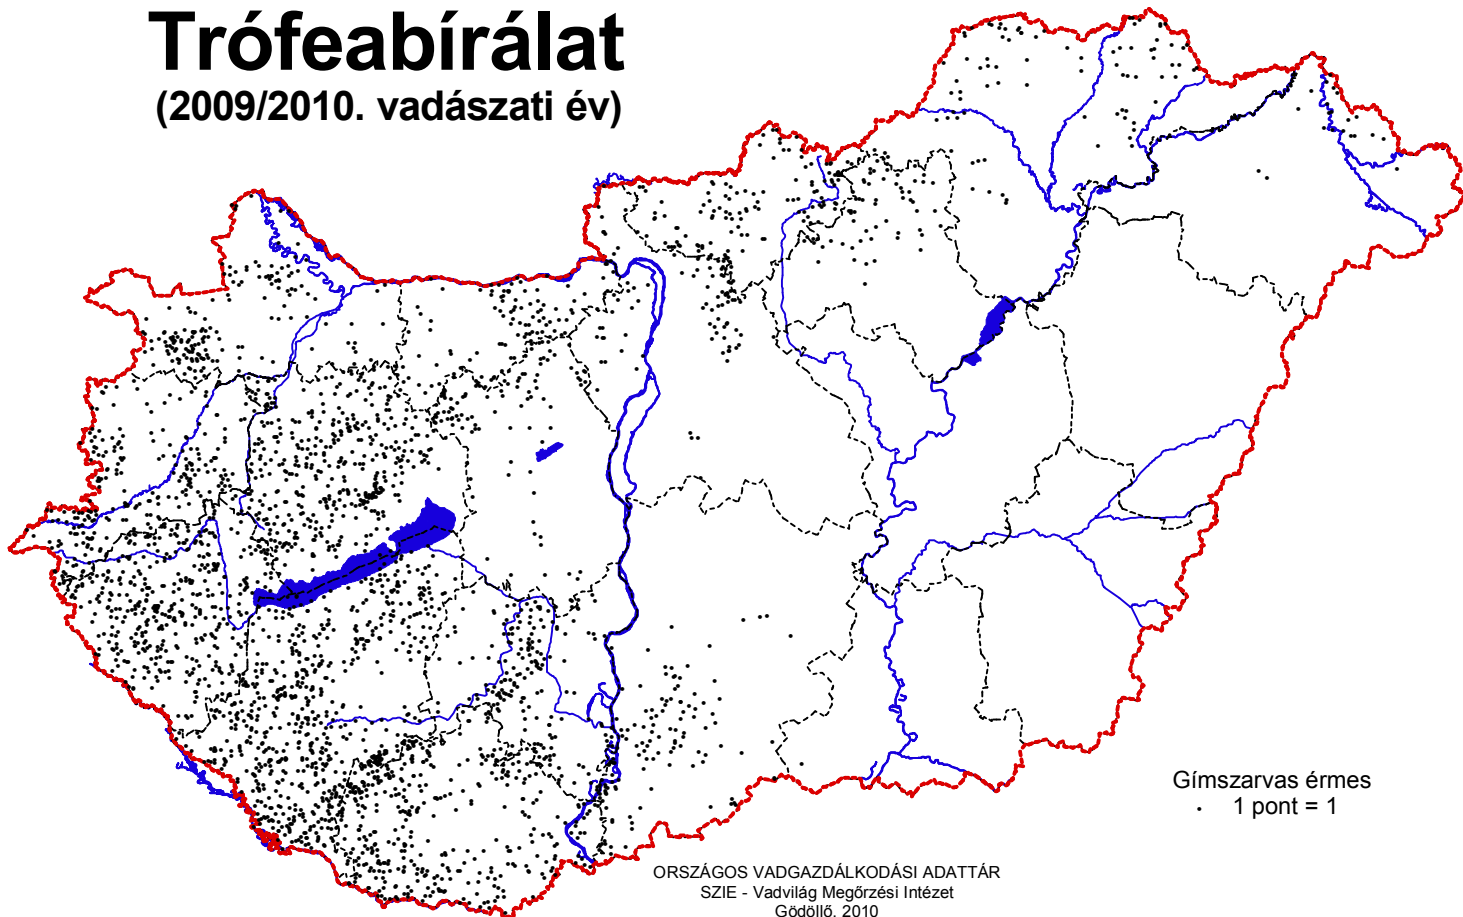 Trófeabírálat
(2009/2010. vadászati év)
Gímszarvas érmes
. 1 pont = 1
ORSZÁGOS VADGAZDÁLKODÁSI ADATTÁR
SZIE - Vadvilág Megőrzési Intézet
Gödöllő, 2010